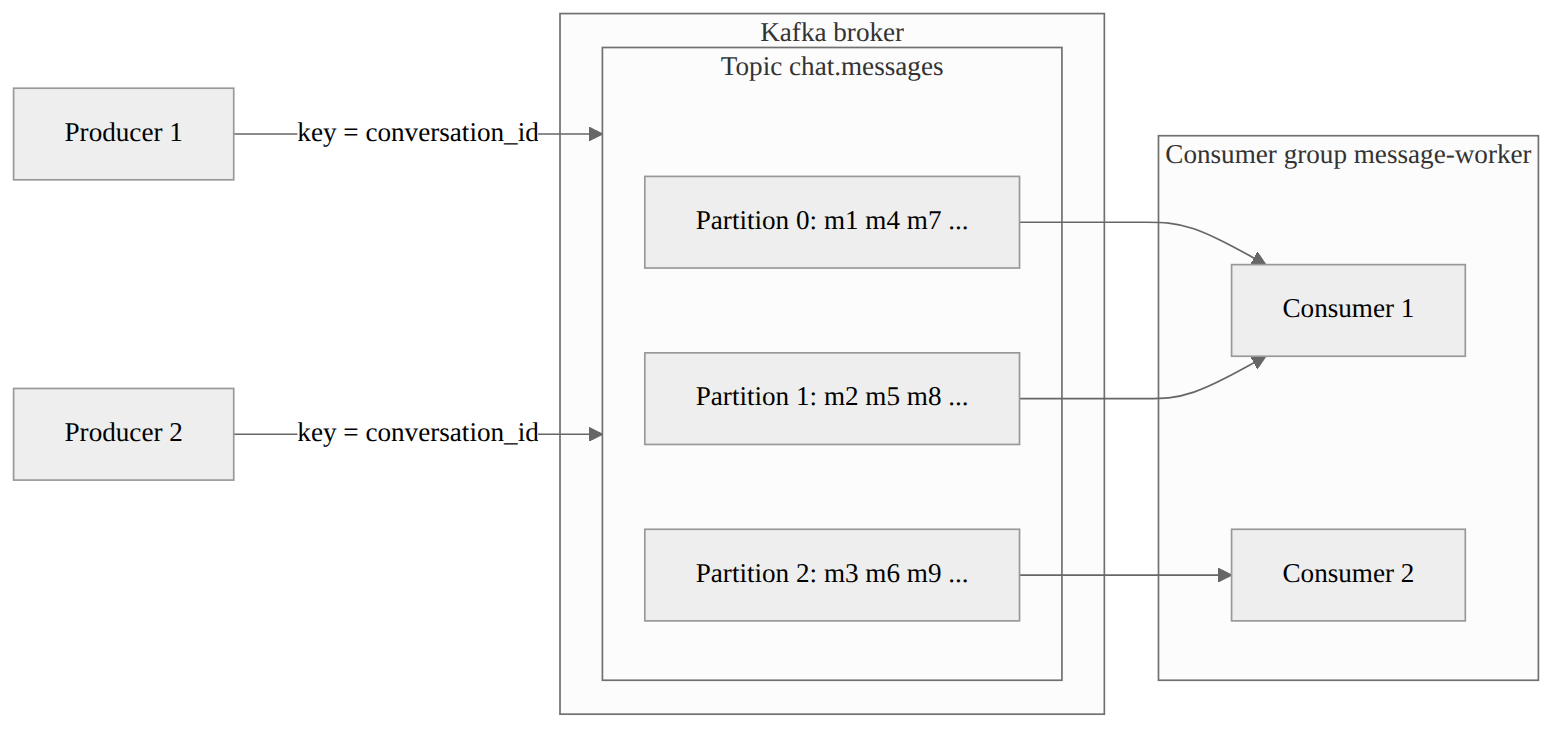 Kafka broker
Topic chat.messages
Producer 1
key = conversation_id
Consumer group message-worker
Partition 0: m1 m4 m7 ...
Consumer 1
Partition 1: m2 m5 m8 ...
Producer 2
key = conversation_id
Partition 2: m3 m6 m9 ...
Consumer 2